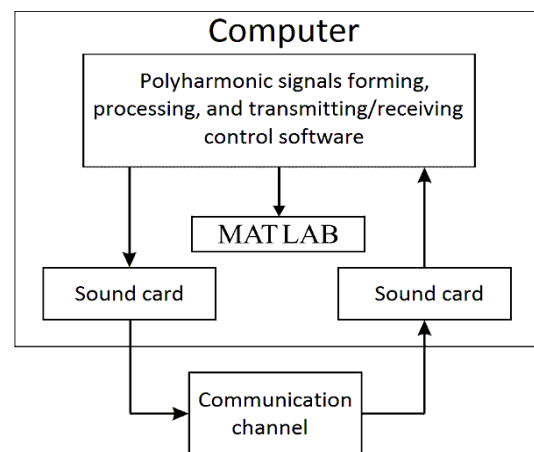 Computer
Polyharmonic signals forming,
processing, and transmitting/receiving
control software
MATLAB
Sound card
Sound card
Communication
channel